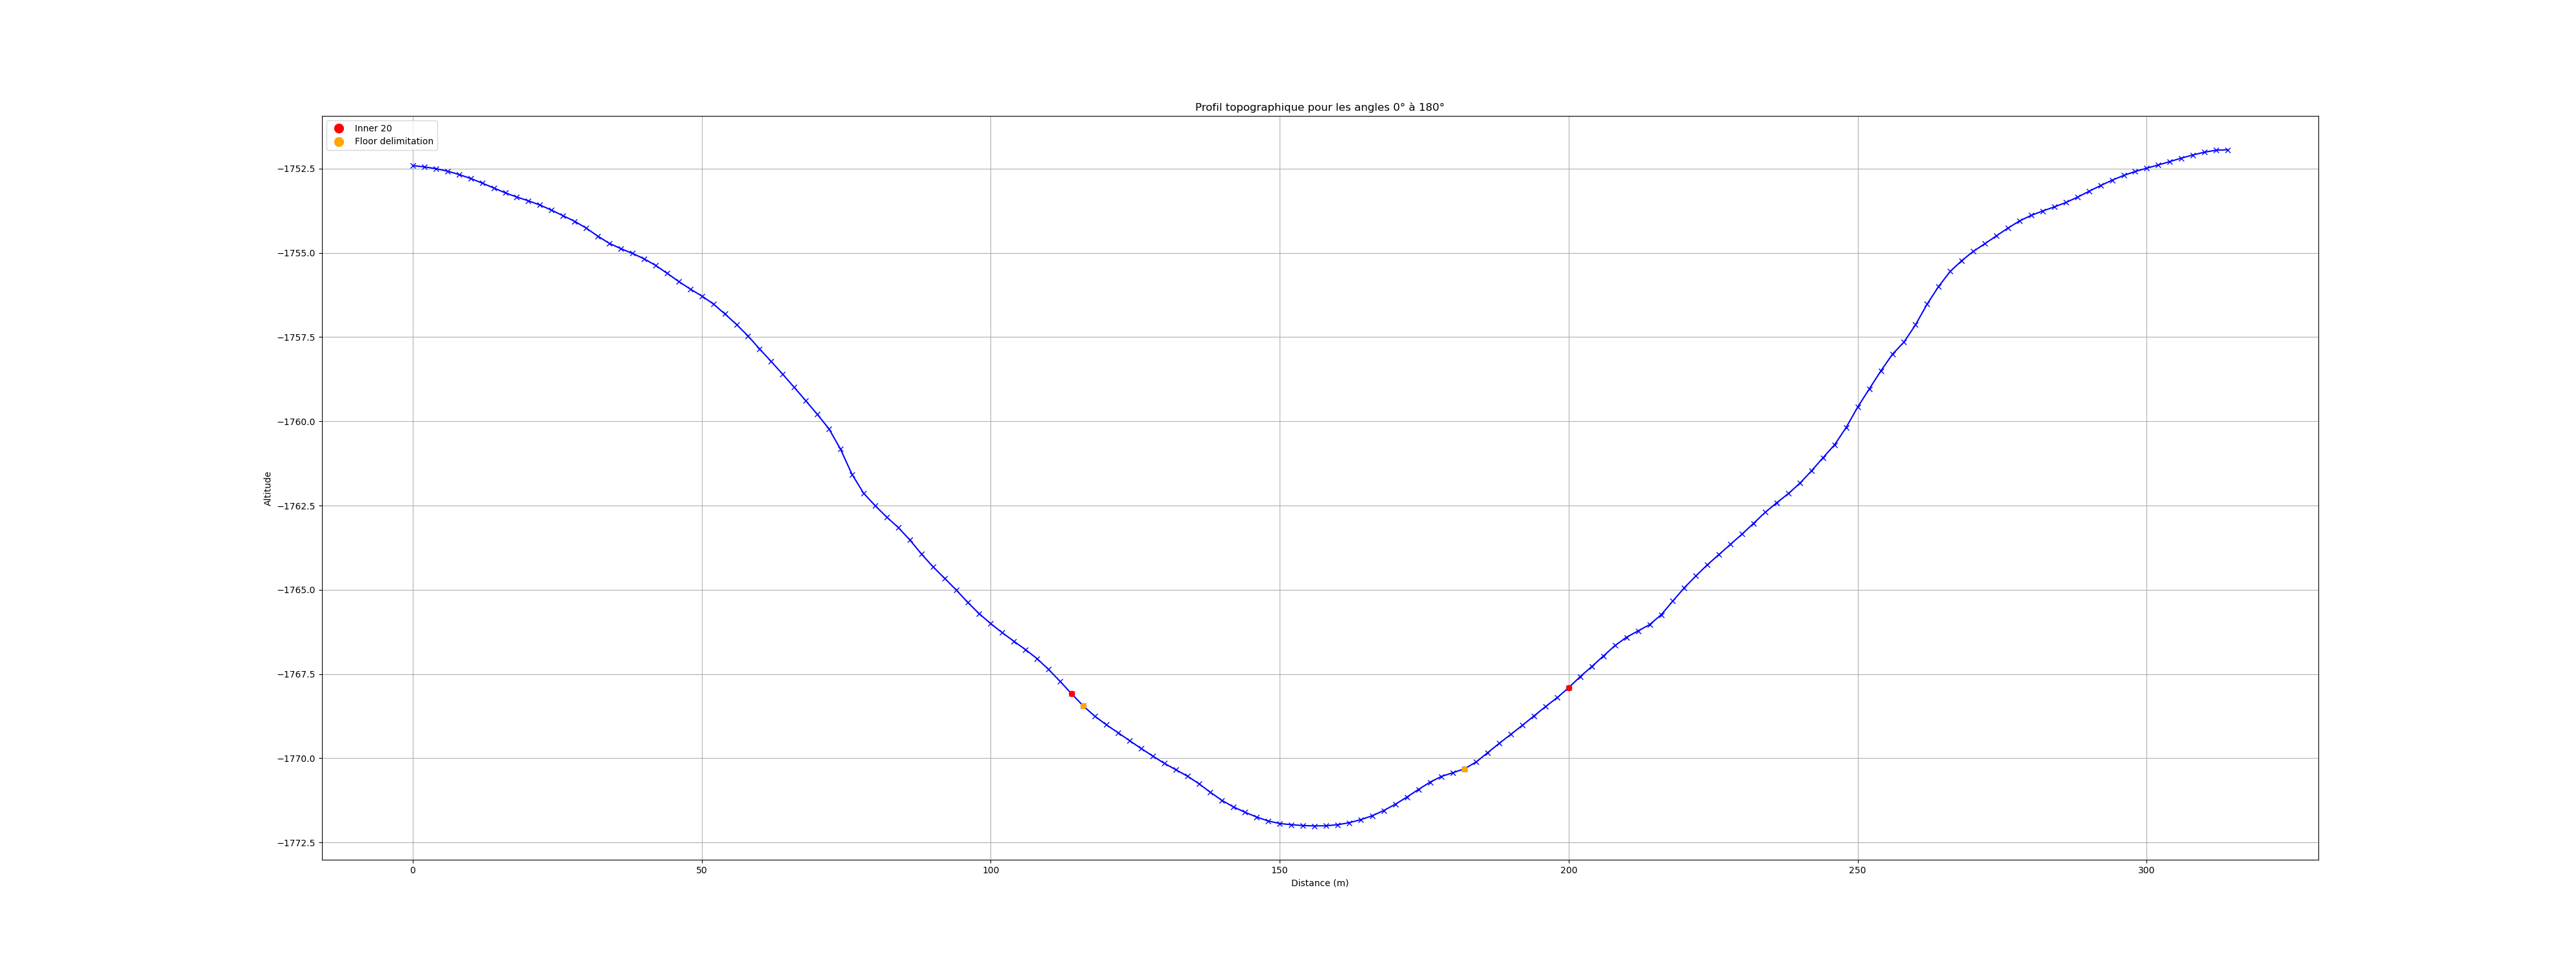 Profil topographique pour les angles 0° à 180°
Inner 20
Floor delimitation
−1752.5
−1755.0
−1757.5
−1760.0
−1762.5
−1765.0
−1767.5
−1770.0
−1772.5
Altitude
0 50 100 150 200 250 300
Distance (m)